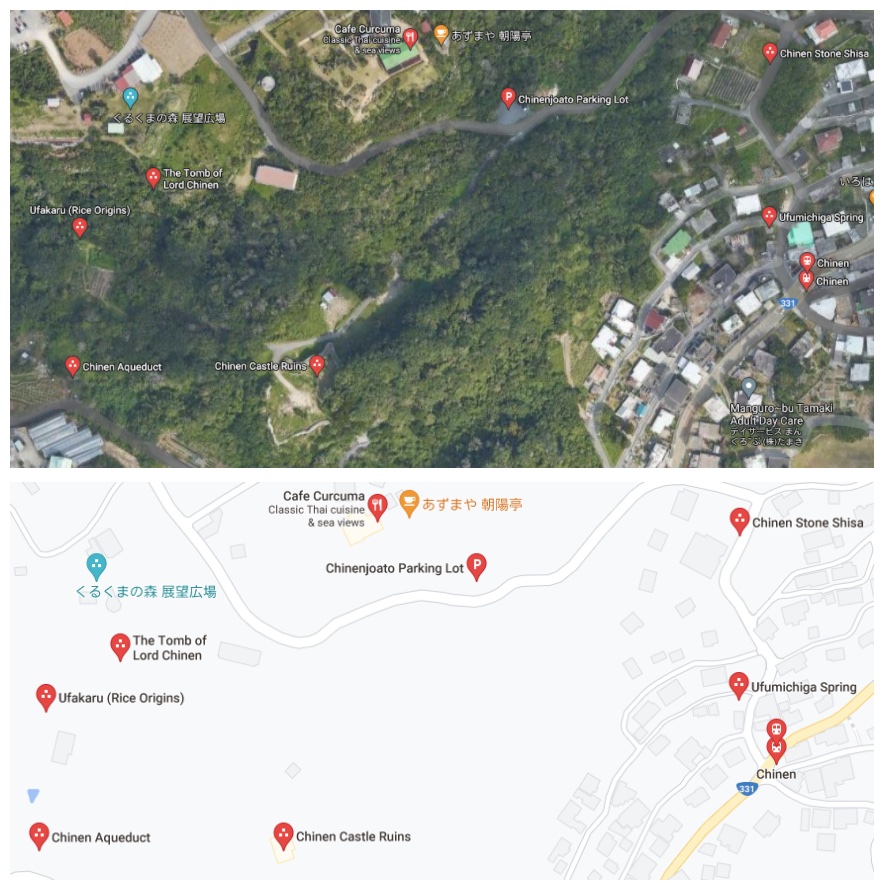 Cafe Curcuma
Classic Thai cuisine
& sea views
あずまや 朝陽亭
Chinen Stone Shisa
Chinenjoato Parking Lot
P
くるくまの森 展望広場
The Tomb of
Lord Chinen
Ufakaru (Rice Origins)
いろは
Ufumichiga Spring
Chinen
Chinen
331
Chinen Aqueduct
Chinen Castle Ruins
Manguro-bu Tamaki
Adult Day Care
デイサービス まん
ぐろーぶ (株)たまき
Cafe Curcuma
Classic Thai cuisine
& sea views
あずまや 朝陽亭
Chinen Stone Shisa
Chinenjoato Parking Lot
P
くるくまの森 展望広場
The Tomb of
Lord Chinen
Ufakaru (Rice Origins)
Ufumichiga Spring
Chinen
331
Chinen Aqueduct
Chinen Castle Ruins